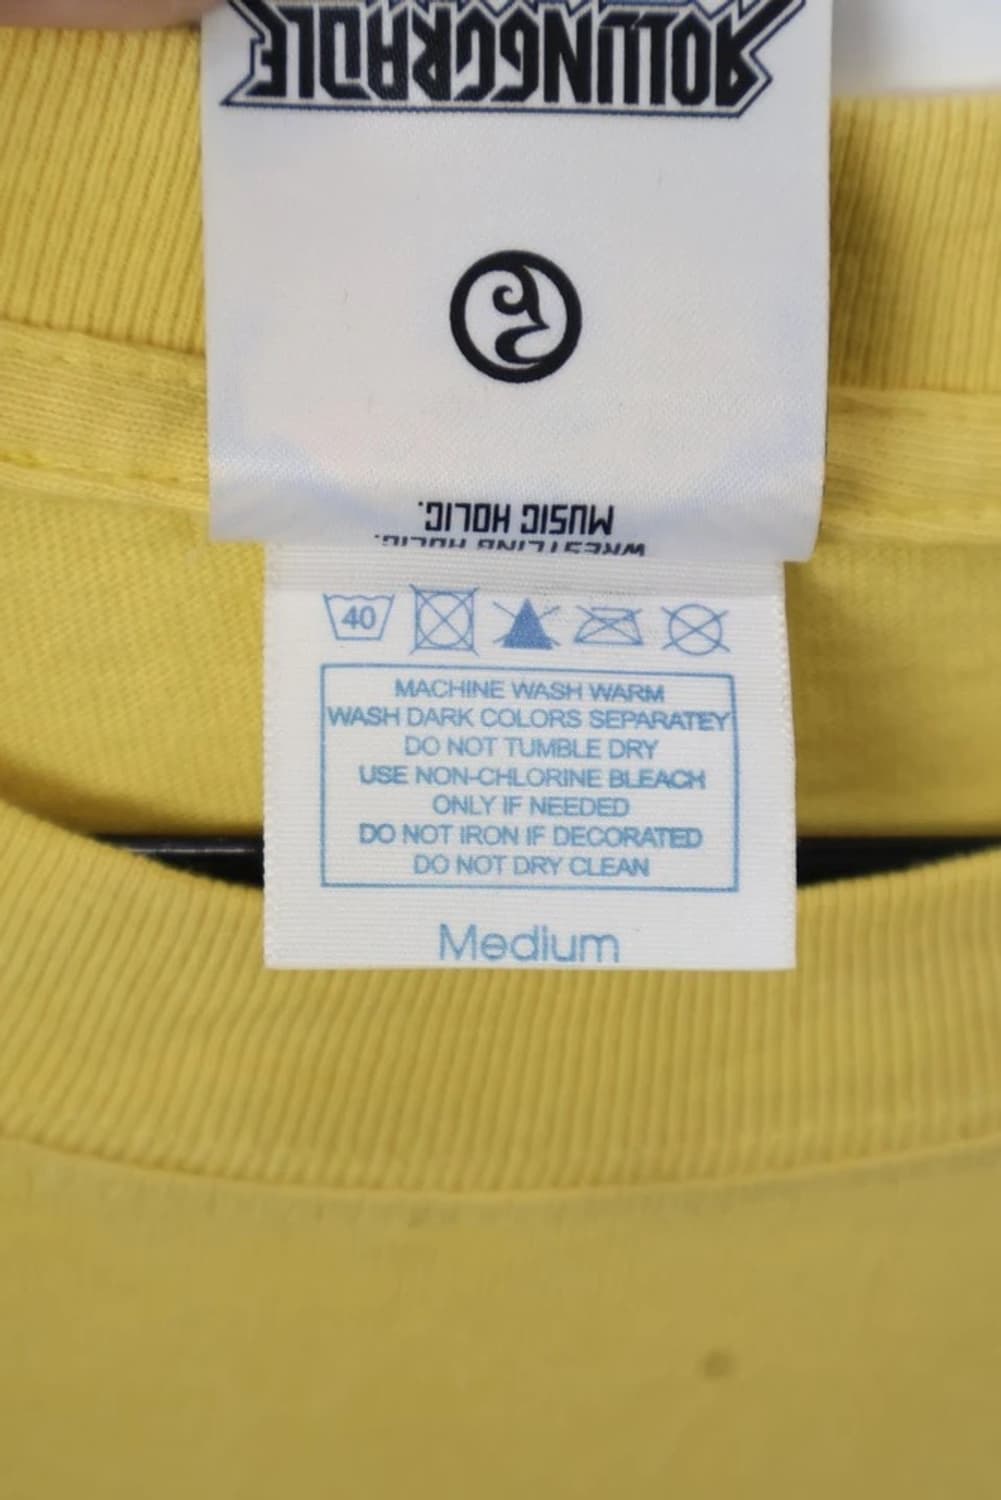 ROLLINGCRADLE
MUSIC HOLIC.
WRESTLING HOLIC.
40
MACHINE WASH WARM
WASH DARK COLORS SEPARATEY
DO NOT TUMBLE DRY
USE NON-CHLORINE BLEACH
ONLY IF NEEDED
DO NOT IRON IF DECORATED
DO NOT DRY CLEAN
Medium